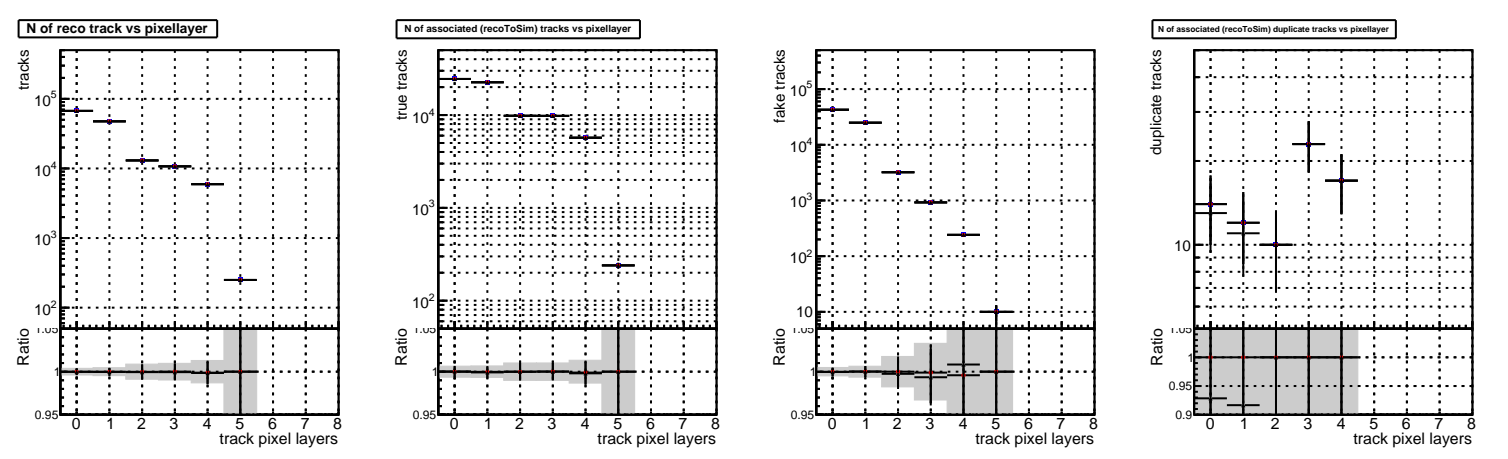 N of reco track vs pixellayer
tracks
10^5
10^4
10^3
10^2
Ratio
1.05
1
0.95
0 1 2 3 4 5 6 7 8
track pixel layers
N of associated (recoToSim) tracks vs pixellayer
true tracks
10^4
10^3
10^2
Ratio
1.05
1
0.95
0 1 2 3 4 5 6 7 8
track pixel layers
fake tracks
10^5
10^4
10^3
10^2
10
Ratio
1.05
1
0.95
0 1 2 3 4 5 6 7 8
track pixel layers
N of associated (recoToSim) duplicate tracks vs pixellayer
duplicate tracks
10
Ratio
1.05
1
0.95
0.9
0 1 2 3 4 5 6 7 8
track pixel layers